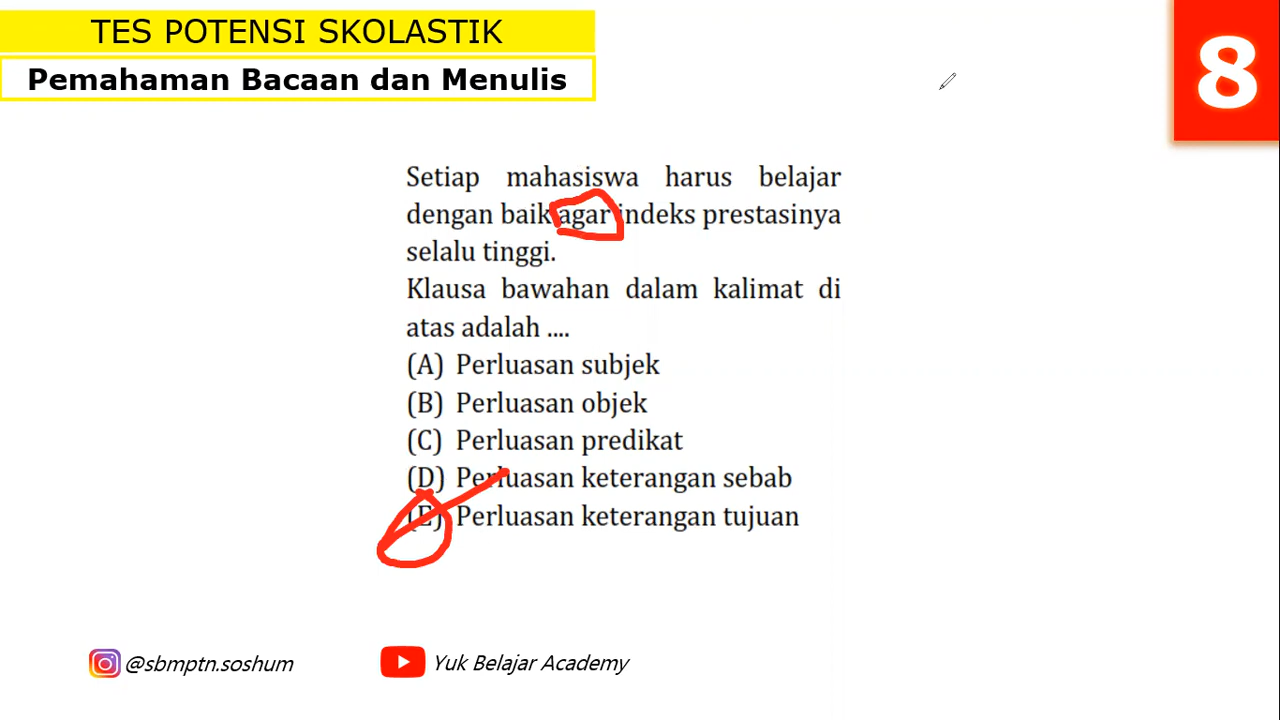 TES POTENSI SKOLASTIK
Pemahaman Bacaan dan Menulis
8
Setiap mahasiswa harus belajar
dengan baik agar indeks prestasinya
selalu tinggi.
Klausa bawahan dalam kalimat di
atas adalah ....
(A) Perluasan subjek
(B) Perluasan objek
(C) Perluasan predikat
(D) Perluasan keterangan sebab
(E) Perluasan keterangan tujuan
@sbmptn.soshum
Yuk Belajar Academy